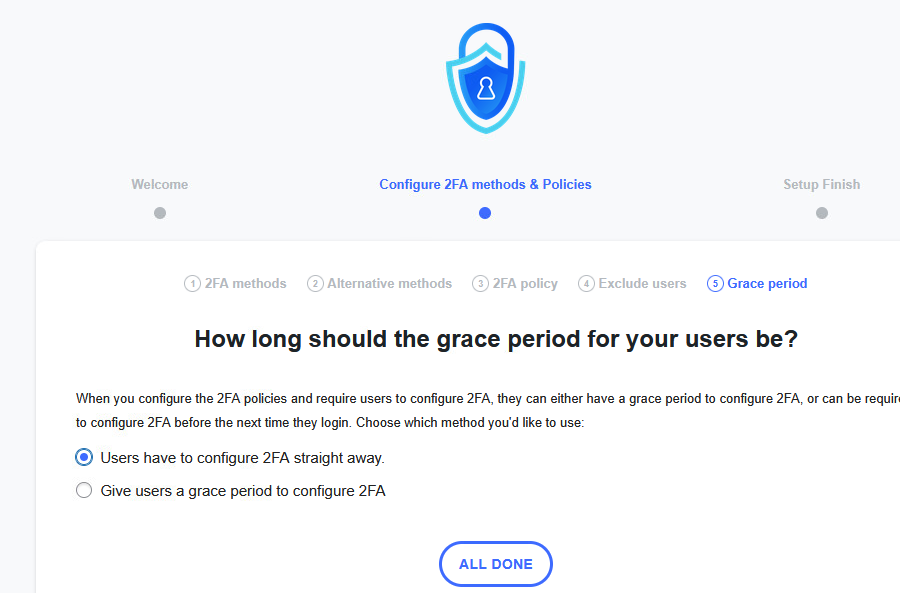 Welcome
Configure 2FA methods & Policies
Setup Finish
1 2FA methods
2 Alternative methods
3 2FA policy
4 Exclude users
5 Grace period
How long should the grace period for your users be?
When you configure the 2FA policies and require users to configure 2FA, they can either have a grace period to configure 2FA, or can be
to configure 2FA before the next time they login. Choose which method you'd like to use:
Users have to configure 2FA straight away.
Give users a grace period to configure 2FA
ALL DONE